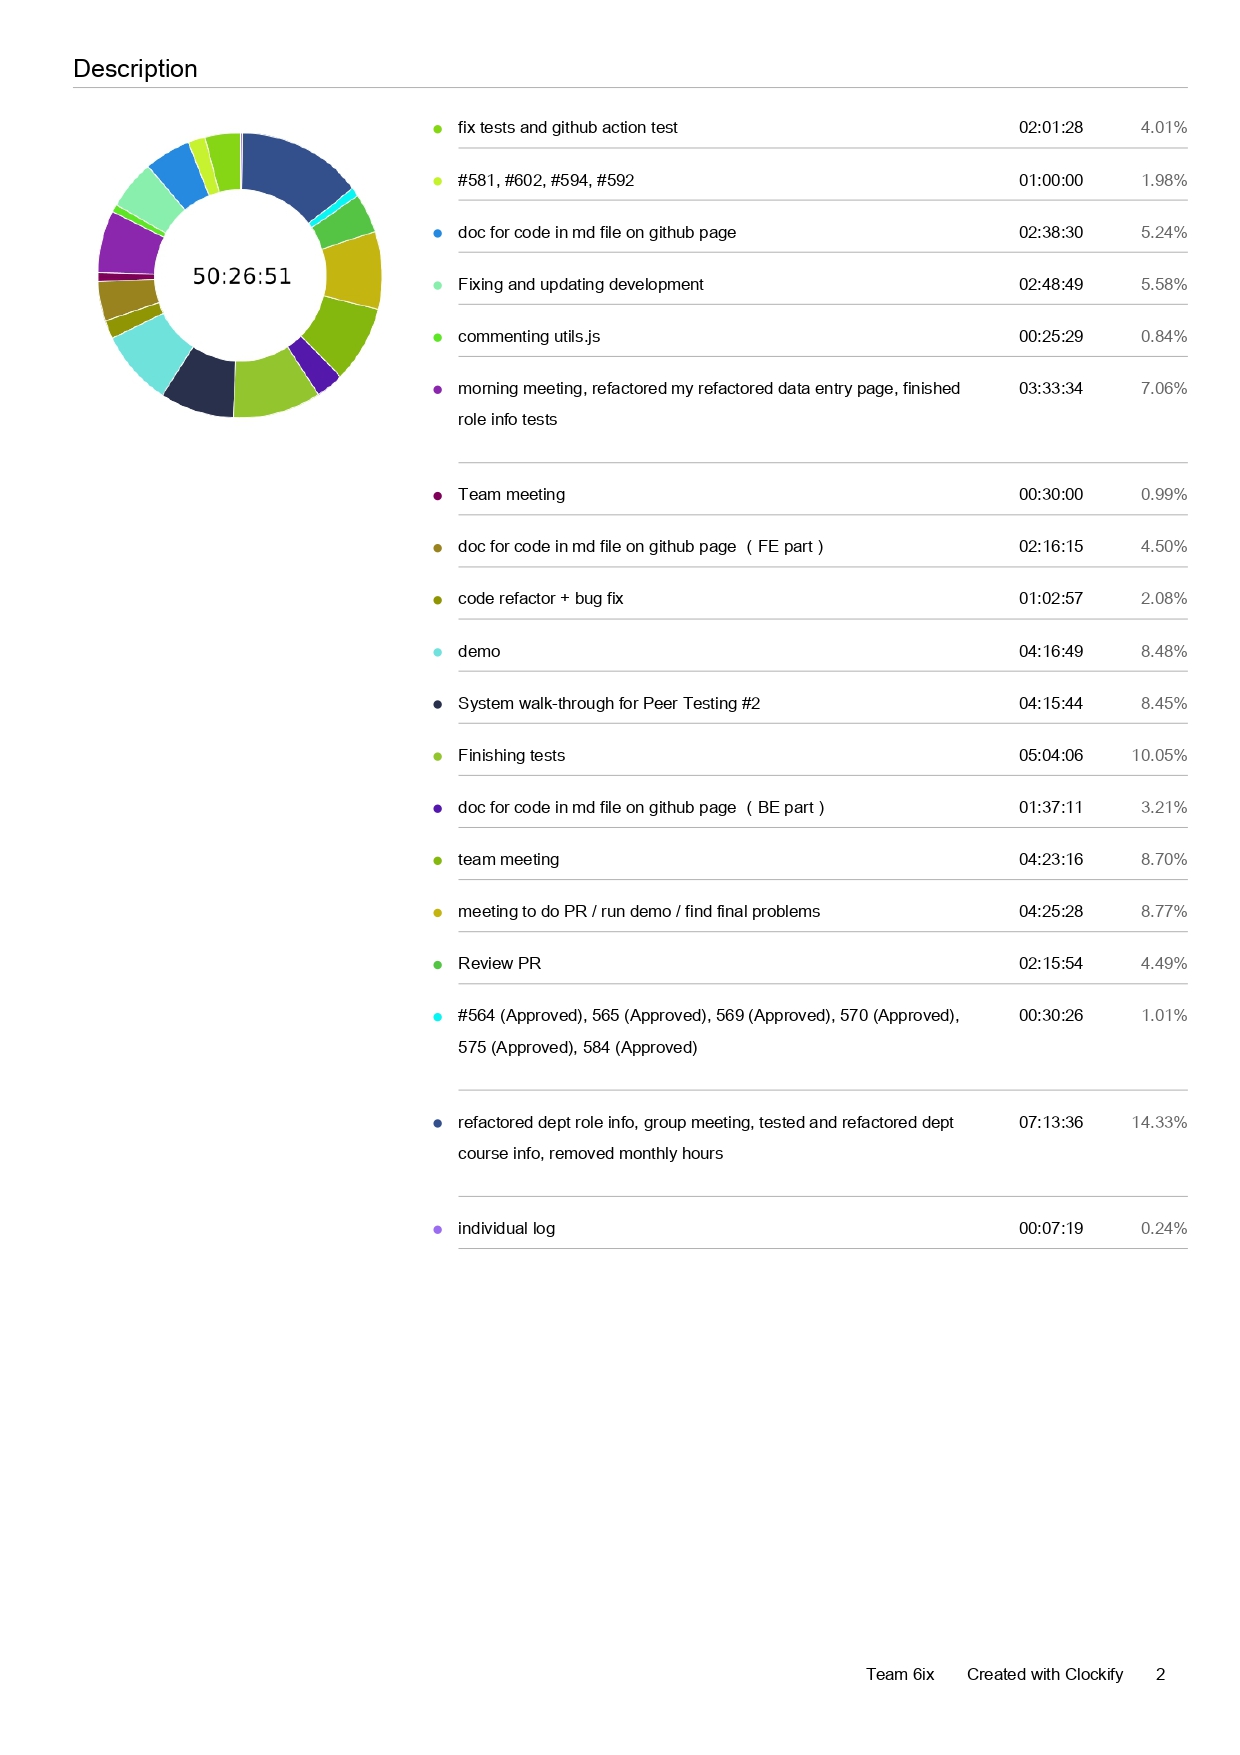 Description
50:26:51
fix tests and github action test 02:01:28 4.01%
#581, #602, #594, #592 01:00:00 1.98%
doc for code in md file on github page 02:38:30 5.24%
Fixing and updating development 02:48:49 5.58%
commenting utils.js 00:25:29 0.84%
morning meeting, refactored my refactored data entry page, finished 03:33:34 7.06%
role info tests
Team meeting 00:30:00 0.99%
doc for code in md file on github page ( FE part ) 02:16:15 4.50%
code refactor + bug fix 01:02:57 2.08%
demo 04:16:49 8.48%
System walk-through for Peer Testing #2 04:15:44 8.45%
Finishing tests 05:04:06 10.05%
doc for code in md file on github page ( BE part ) 01:37:11 3.21%
team meeting 04:23:16 8.70%
meeting to do PR / run demo / find final problems 04:25:28 8.77%
Review PR 02:15:54 4.49%
#564 (Approved), 565 (Approved), 569 (Approved), 570 (Approved), 00:30:26 1.01%
575 (Approved), 584 (Approved)
refactored dept role info, group meeting, tested and refactored dept 07:13:36 14.33%
course info, removed monthly hours
individual log 00:07:19 0.24%
Team 6ix Created with Clockify 2